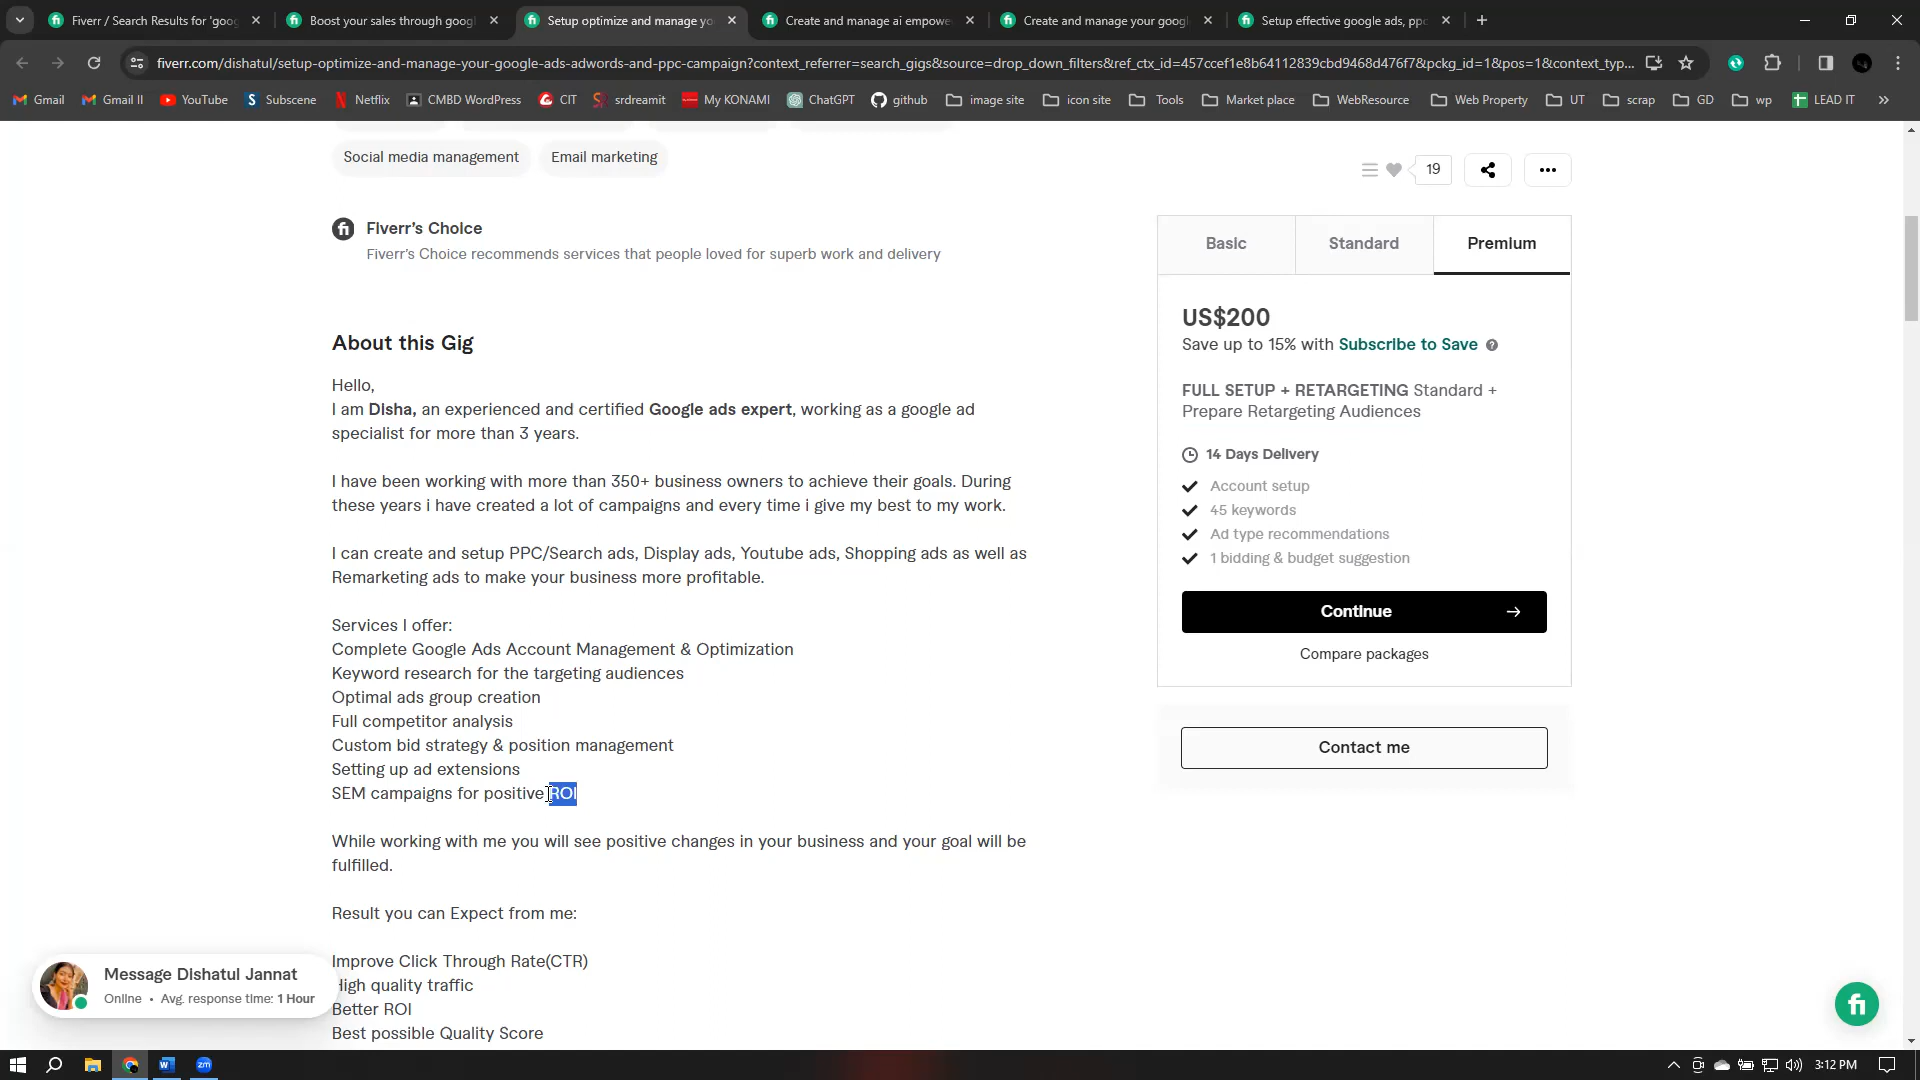 Fiverr / Search Results for 'goog
Boost your sales through googl
Setup optimize and manage yo
Create and manage ai empowe
Create and manage your googl
Setup effective google ads, ppc
fiverr.com/dishatul/setup-optimize-and-manage-your-google-ads-adwords-and-ppc-campaign?context_referrer=search_gigs&source=drop_down_filters&ref_ctx_id=457ccef1e8b64112839cbd9468d476f7&pckg_id=1&pos=1&context_typ...
Gmail
Gmail II
YouTube
Subscene
Netflix
CMBD WordPress
CIT
srdreamit
My KONAMI
ChatGPT
github
image site
icon site
Tools
Market place
WebResource
Web Property
UT
scrap
GD
wp
LEAD IT
Social media management
Email marketing
19
Fiverr's Choice
Fiverr's Choice recommends services that people loved for superb work and delivery
About this Gig
Hello,
I am Disha, an experienced and certified Google ads expert, working as a google ad
specialist for more than 3 years.
I have been working with more than 350+ business owners to achieve their goals. During
these years i have created a lot of campaigns and every time i give my best to my work.
I can create and setup PPC/Search ads, Display ads, Youtube ads, Shopping ads as well as
Remarketing ads to make your business more profitable.
Services I offer:
Complete Google Ads Account Management & Optimization
Keyword research for the targeting audiences
Optimal ads group creation
Full competitor analysis
Custom bid strategy & position management
Setting up ad extensions
SEM campaigns for positive ROI
While working with me you will see positive changes in your business and your goal will be
fulfilled.
Result you can Expect from me:
Improve Click Through Rate(CTR)
High quality traffic
Better ROI
Best possible Quality Score
Basic
Standard
Premium
US$200
Save up to 15% with Subscribe to Save
FULL SETUP + RETARGETING Standard +
Prepare Retargeting Audiences
14 Days Delivery
Account setup
45 keywords
Ad type recommendations
1 bidding & budget suggestion
Continue
Compare packages
Contact me
Message Dishatul Jannat
Online • Avg. response time: 1 Hour
fi
3:12 PM